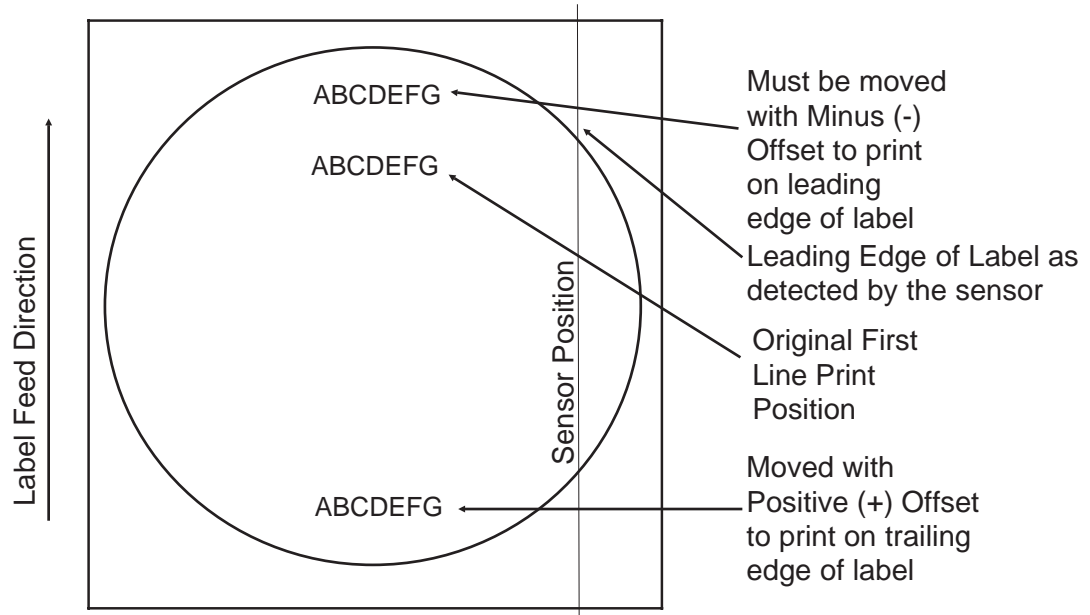 Label Feed Direction
ABCDEFG
ABCDEFG
Sensor Position
ABCDEFG
Must be moved
with Minus (-)
Offset to print
on leading
edge of label
Leading Edge of Label as
detected by the sensor
Original First
Line Print
Position
Moved with
Positive (+) Offset
to print on trailing
edge of label